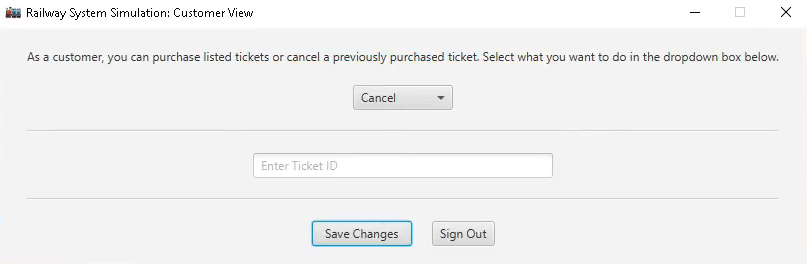 Railway System Simulation: Customer View
As a customer, you can purchase listed tickets or cancel a previously purchased ticket. Select what you want to do in the dropdown box below.
Cancel
Enter Ticket ID
Save Changes Sign Out